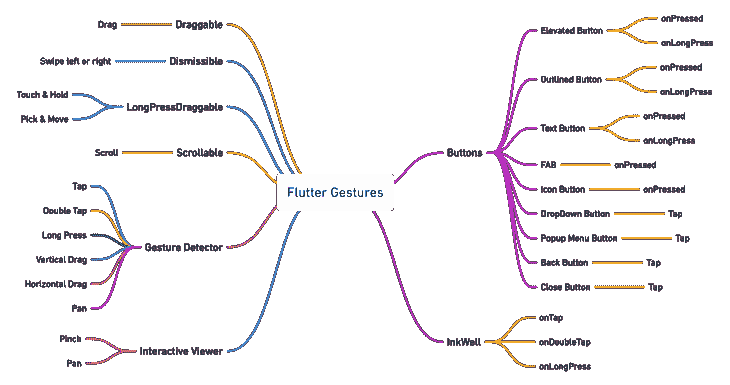 Flutter Gestures
Drag
Draggable
Swipe left or right
Dismissible
Touch & Hold
Pick & Move
LongPressDraggable
Scroll
Scrollable
Tap
Double Tap
Long Press
Vertical Drag
Horizontal Drag
Pan
Gesture Detector
Pinch
Pan
Interactive Viewer
Buttons
Elevated Button
onPressed
onLongPress
Outlined Button
onPressed
onLongPress
Text Button
onPressed
onLongPress
FAB
onPressed
Icon Button
onPressed
DropDown Button
Tap
Popup Menu Button
Tap
Back Button
Tap
Close Button
Tap
InkWell
onTap
onDoubleTap
onLongPress